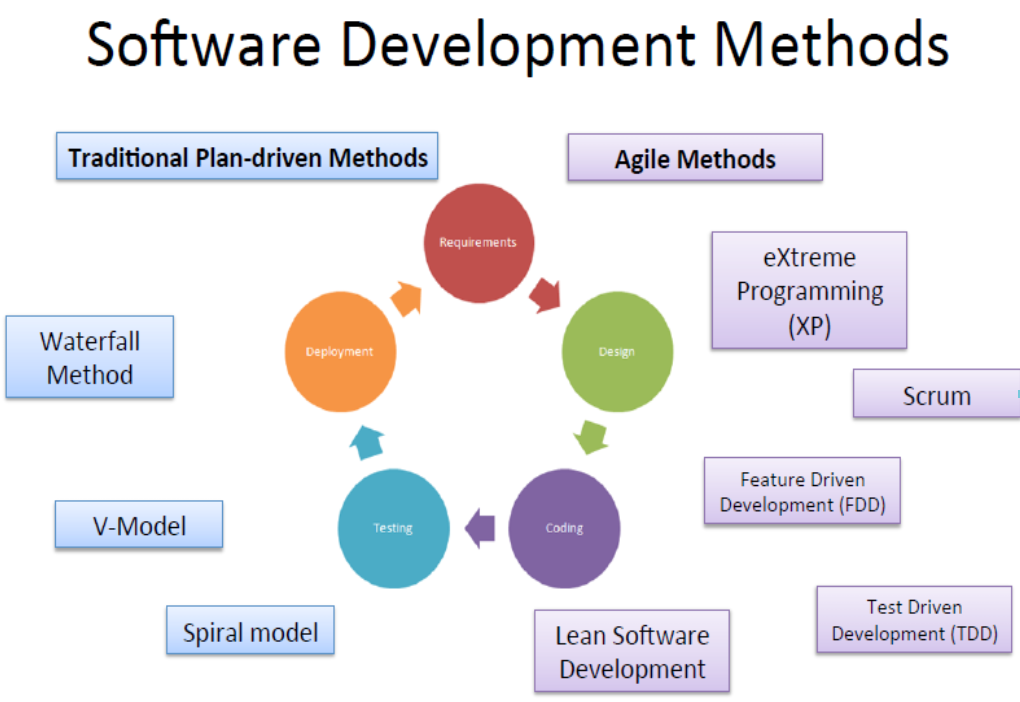 Software Development Methods
Traditional Plan-driven Methods
Agile Methods
Requirements
eXtreme
Programming
(XP)
Deployment
Design
Waterfall
Method
Scrum
Feature Driven
Development (FDD)
V-Model
Testing
Coding
Test Driven
Development (TDD)
Spiral model
Lean Software
Development